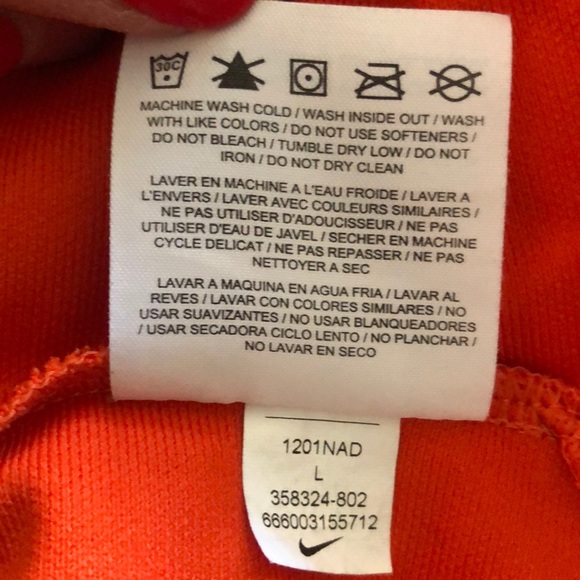 30C
MACHINE WASH COLD / WASH INSIDE OUT / WASH
WITH LIKE COLORS / DO NOT USE SOFTENERS /
DO NOT BLEACH / TUMBLE DRY LOW / DO NOT
IRON / DO NOT DRY CLEAN
LAVER EN MACHINE A L'EAU FROIDE / LAVER A
L'ENVERS / LAVER AVEC COULEURS SIMILAIRES /
NE PAS UTILISER D'ADOUCISSEUR / NE PAS
UTILISER D'EAU DE JAVEL / SECHER EN MACHINE
CYCLE DELICAT / NE PAS REPASSER / NE PAS
NETTOYER A SEC
LAVAR A MAQUINA EN AGUA FRIA / LAVAR AL
REVES / LAVAR CON COLORES SIMILARES / NO
USAR SUAVIZANTES / NO USAR BLANQUEADORES
/ USAR SECADORA CICLO LENTO / NO PLANCHAR /
NO LAVAR EN SECO
1201NAD
L
358324-802
666003155712